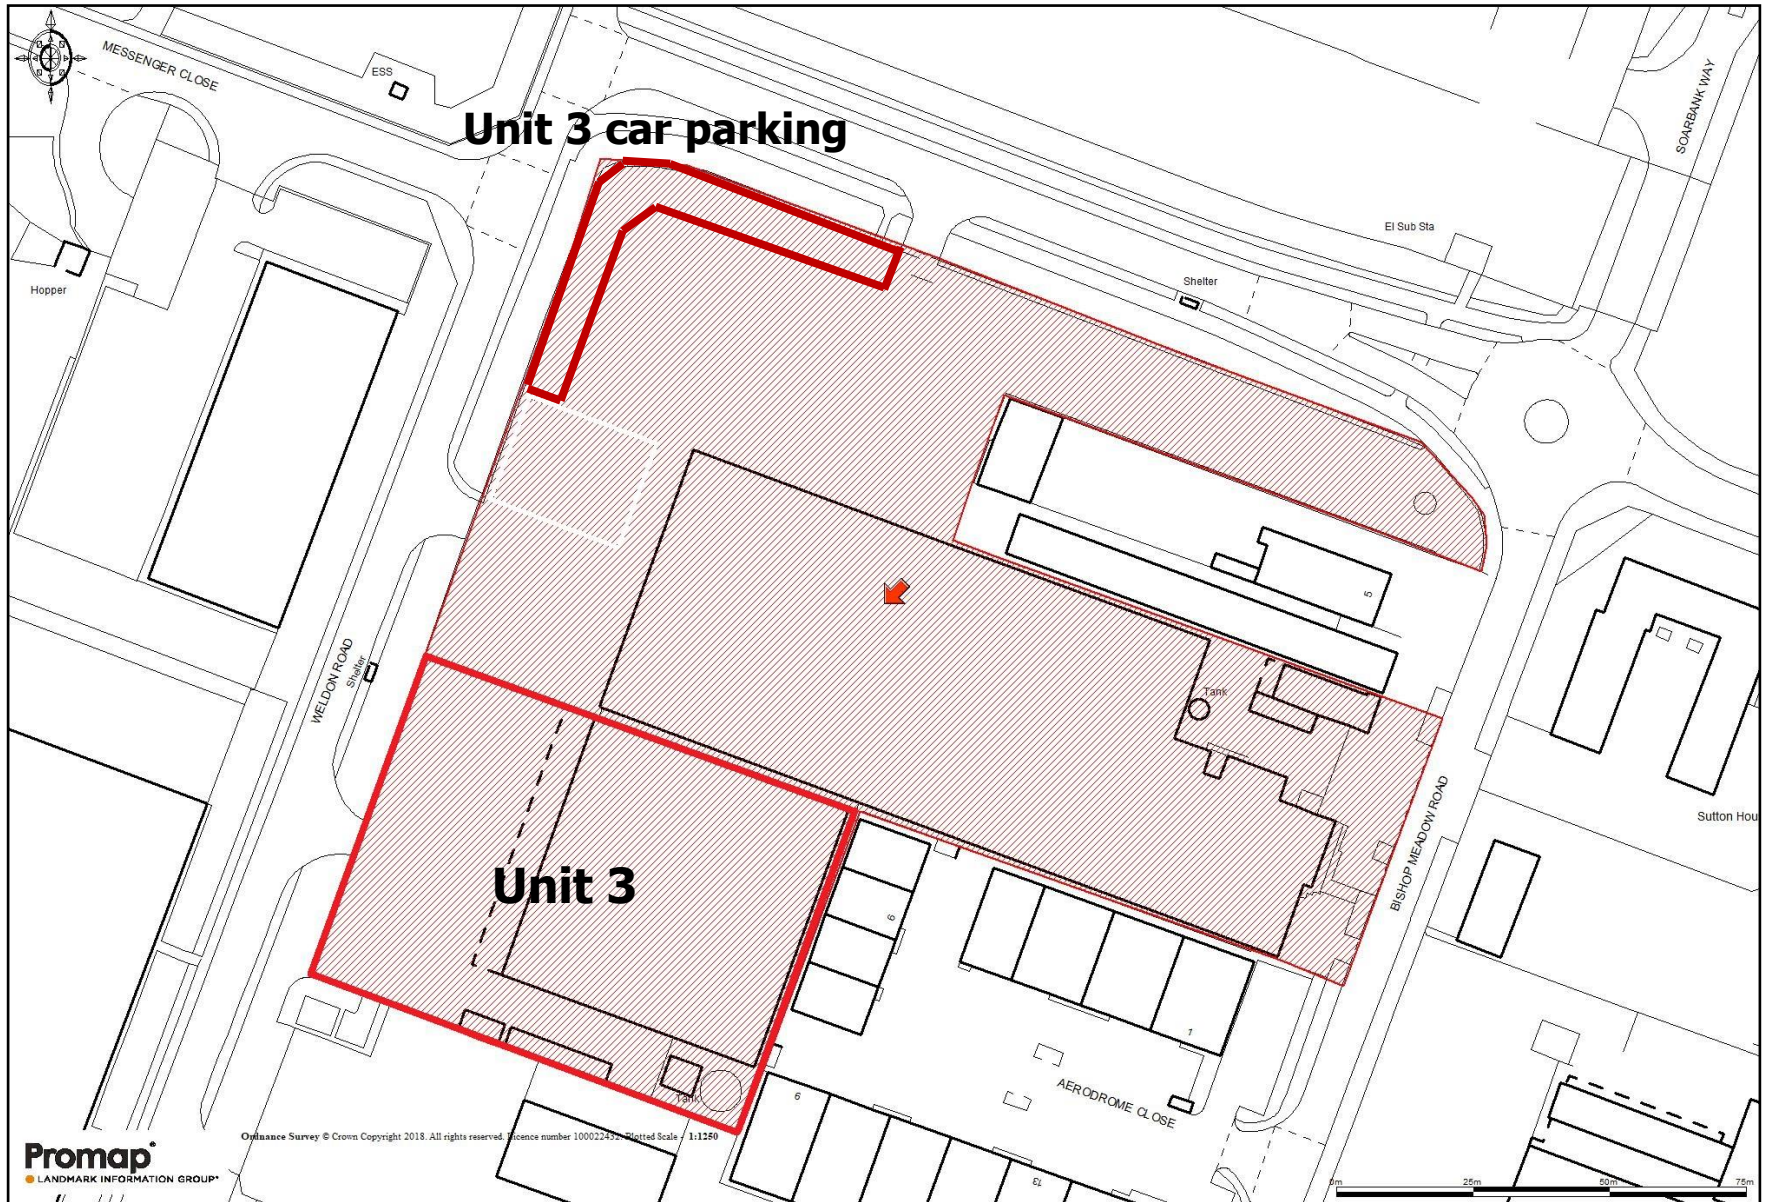 MESSENGER CLOSE
ESS
Unit 3 car parking
SOARBANK WAY
El Sub Sta
Hopper
Shelter
5
WELDON ROAD
Shelter
Tank
BISHOP MEADOW ROAD
Sutton Hou
Unit 3
9
1
Tank
9
AERODROME CLOSE
13
Ordnance Survey © Crown Copyright 2018. All rights reserved. Licence number 100022432. Plotted Scale - 1:1250
Promap®
LANDMARK INFORMATION GROUP®
0m 25m 50m 75m